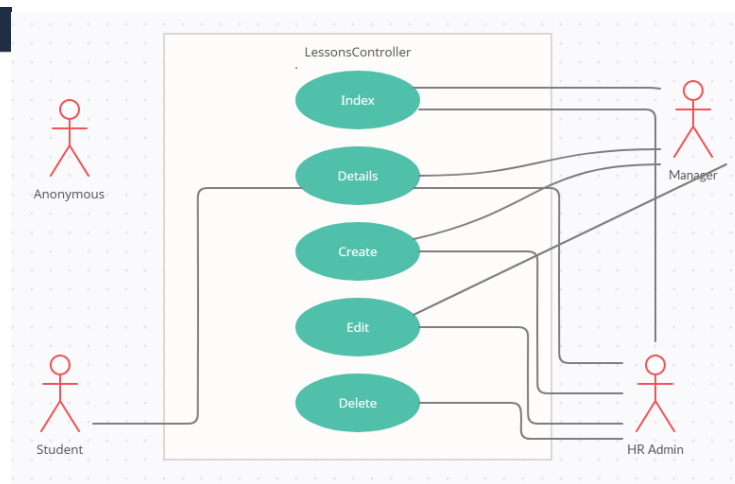 LessonsController
Index
Details
Create
Edit
Delete
Anonymous
Student
Manager
HR Admin